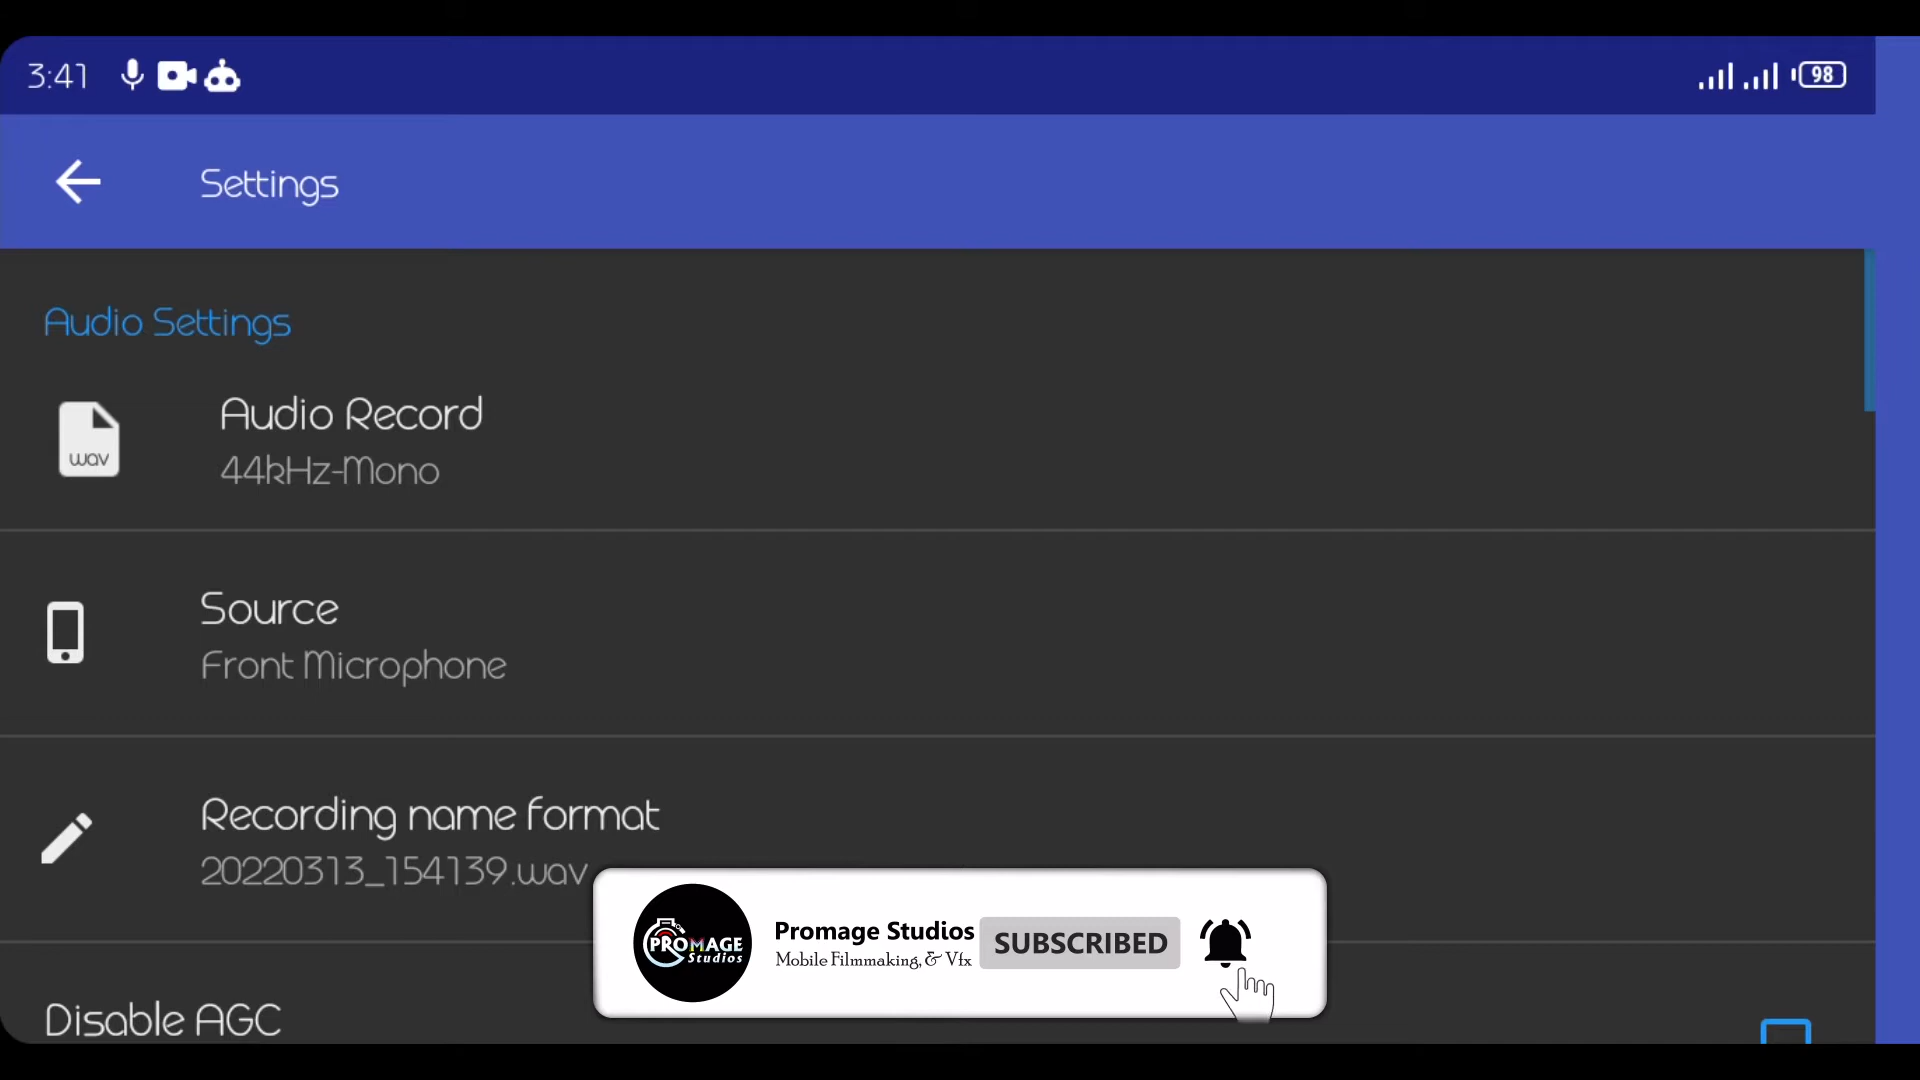 3:41
98
Settings
Audio Settings
wav
Audio Record
44kHz-Mono
Source
Front Microphone
Recording name format
20220313_154139.wav
PROMAGE
Studios
Promage Studios
Mobile Filmmaking, & Vfx
SUBSCRIBED
Disable AGC